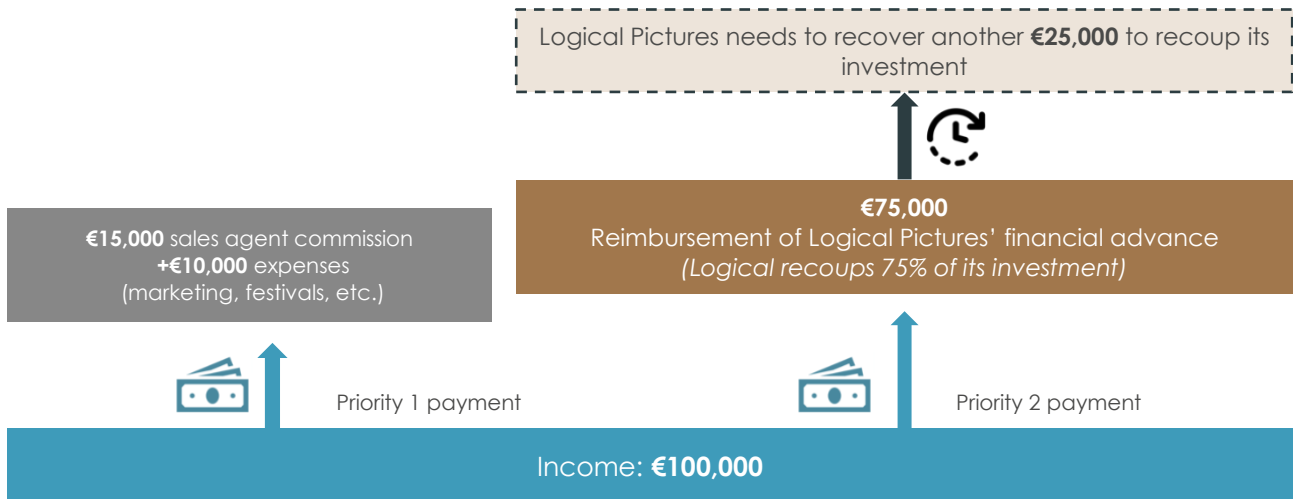 Logical Pictures needs to recover another €25,000 to recoup its
investment
€15,000 sales agent commission
+€10,000 expenses
(marketing, festivals, etc.)
€75,000
Reimbursement of Logical Pictures’ financial advance
(Logical recoups 75% of its investment)
Priority 1 payment
Priority 2 payment
Income: €100,000